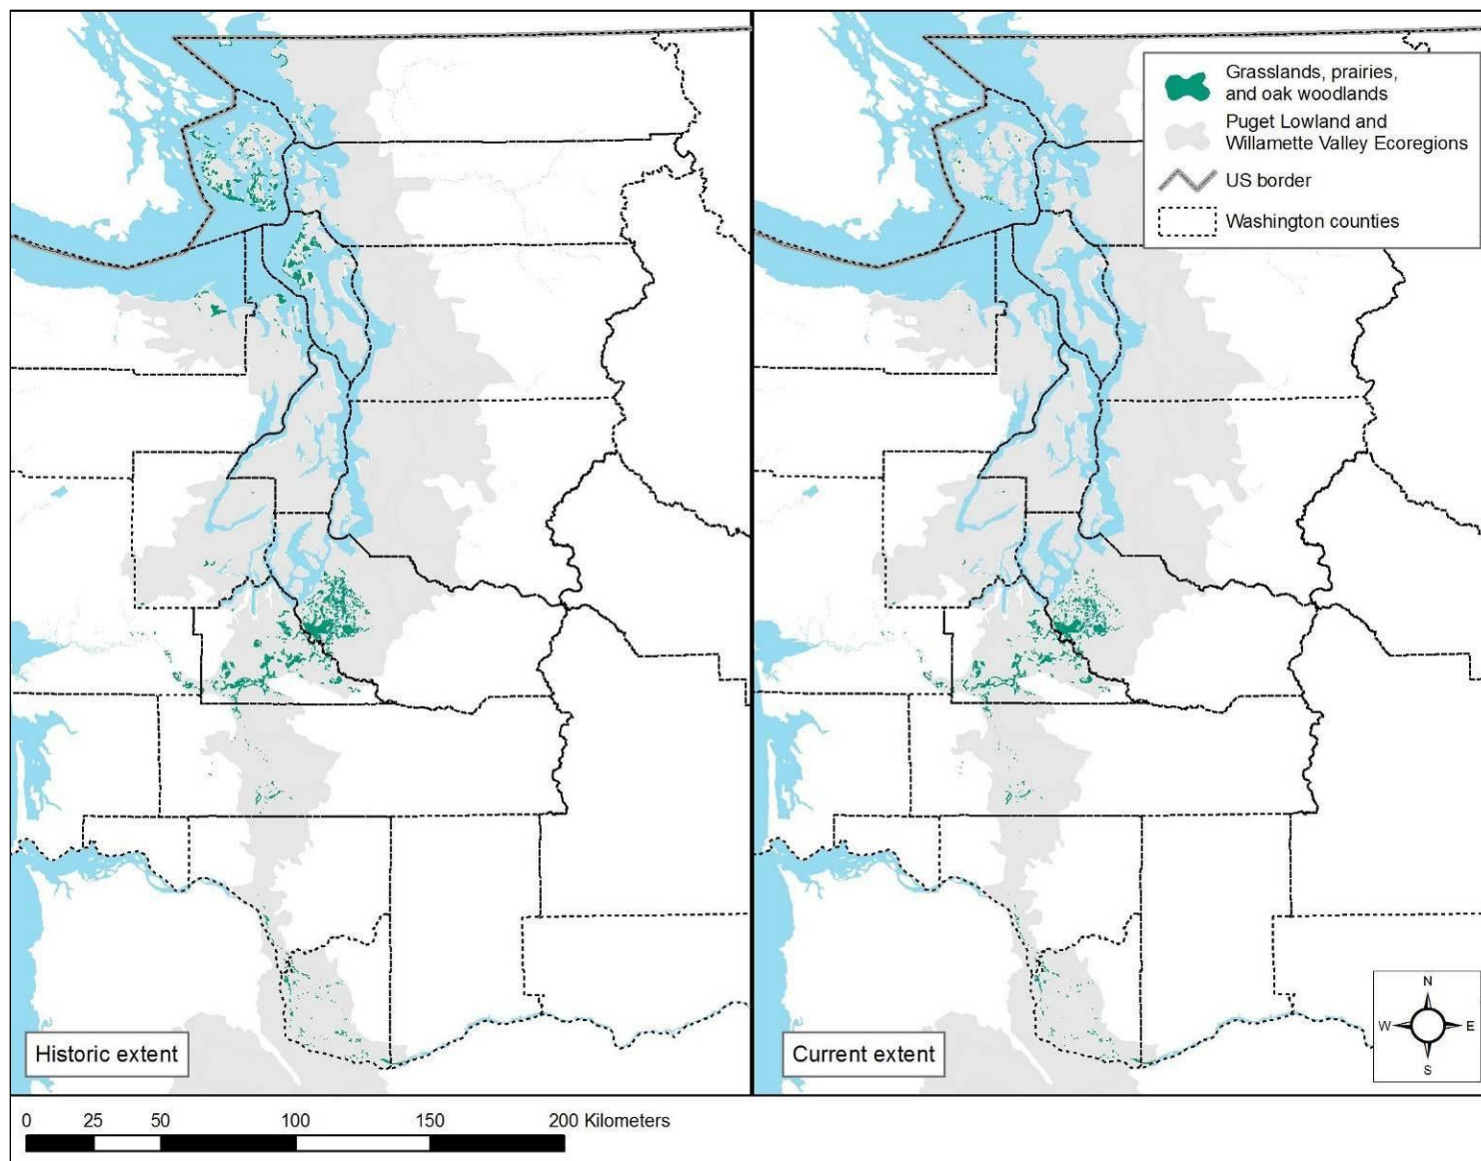 Grasslands, prairies,
and oak woodlands
Puget Lowland and
Willamette Valley Ecoregions
US border
Washington counties
N
W E
S
Historic extent
Current extent
0 25 50 100 150 200 Kilometers